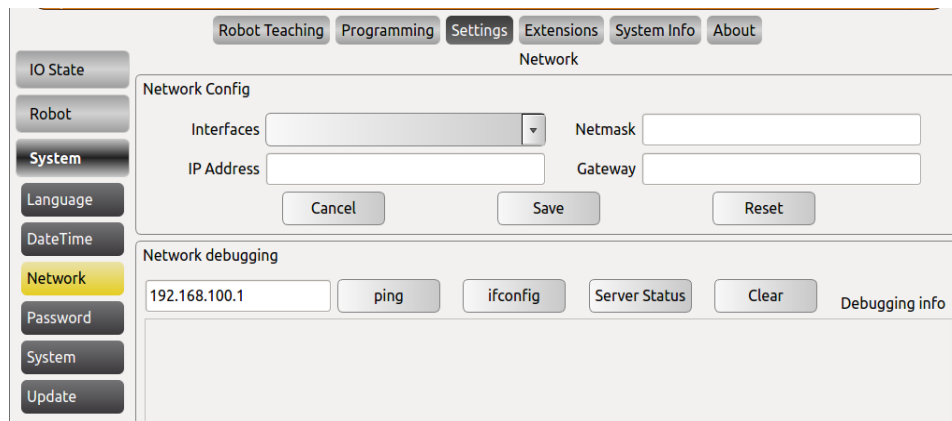 Robot Teaching Programming Settings Extensions System Info About
Network
IO State
Robot
System
Language
DateTime
Network
Password
System
Update
Network Config
Interfaces Netmask
IP Address Gateway
Cancel Save Reset
Network debugging
192.168.100.1 ping ifconfig Server Status Clear Debugging info